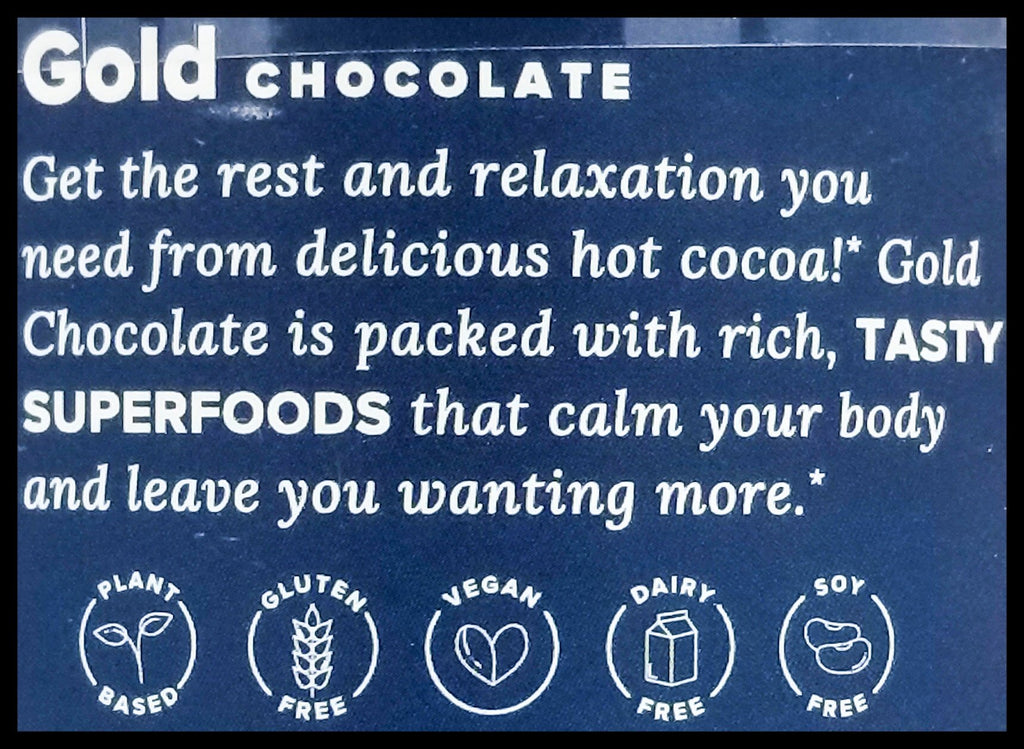 Gold CHOCOLATE
Get the rest and relaxation you
need from delicious hot cocoa!* Gold
Chocolate is packed with rich, TASTY
SUPERFOODS that calm your body
and leave you wanting more.*
PLANT BASED
GLUTEN FREE
VEGAN
DAIRY FREE
SOY FREE